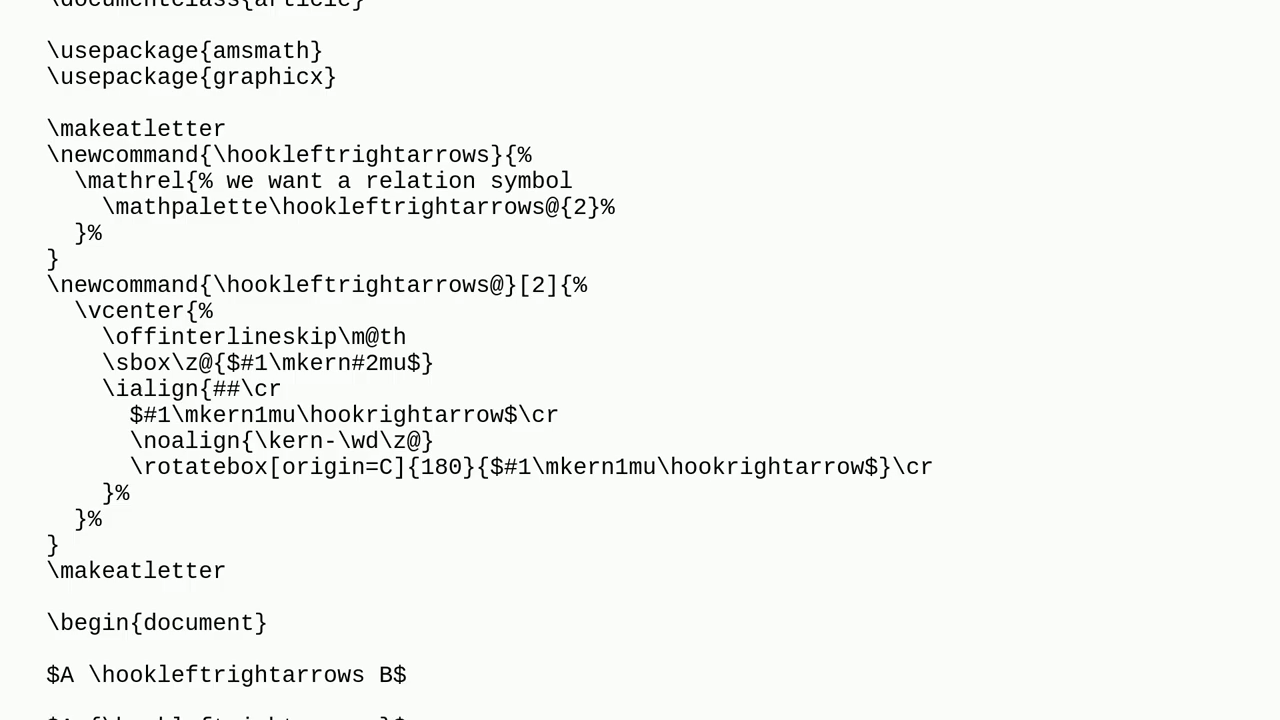 \documentclass{article}
\usepackage{amsmath}
\usepackage{graphicx}
\makeatletter
\newcommand{\hookleftrightarrows}{%
\mathrel{% we want a relation symbol
\mathpalette\hookleftrightarrows@{2}%
}%
}
\newcommand{\hookleftrightarrows@}[2]{%
\vcenter{%
\offinterlineskip\m@th
\sbox\z@{$#1\mkern#2mu$}
\ialign{##\cr
$#1\mkern1mu\hookrightarrow$\cr
\noalign{\kern-\wd\z@}
\rotatebox[origin=C]{180}{$#1\mkern1mu\hookrightarrow$}\cr
}%
}%
}
\makeatletter
\begin{document}
$A \hookleftrightarrows B$